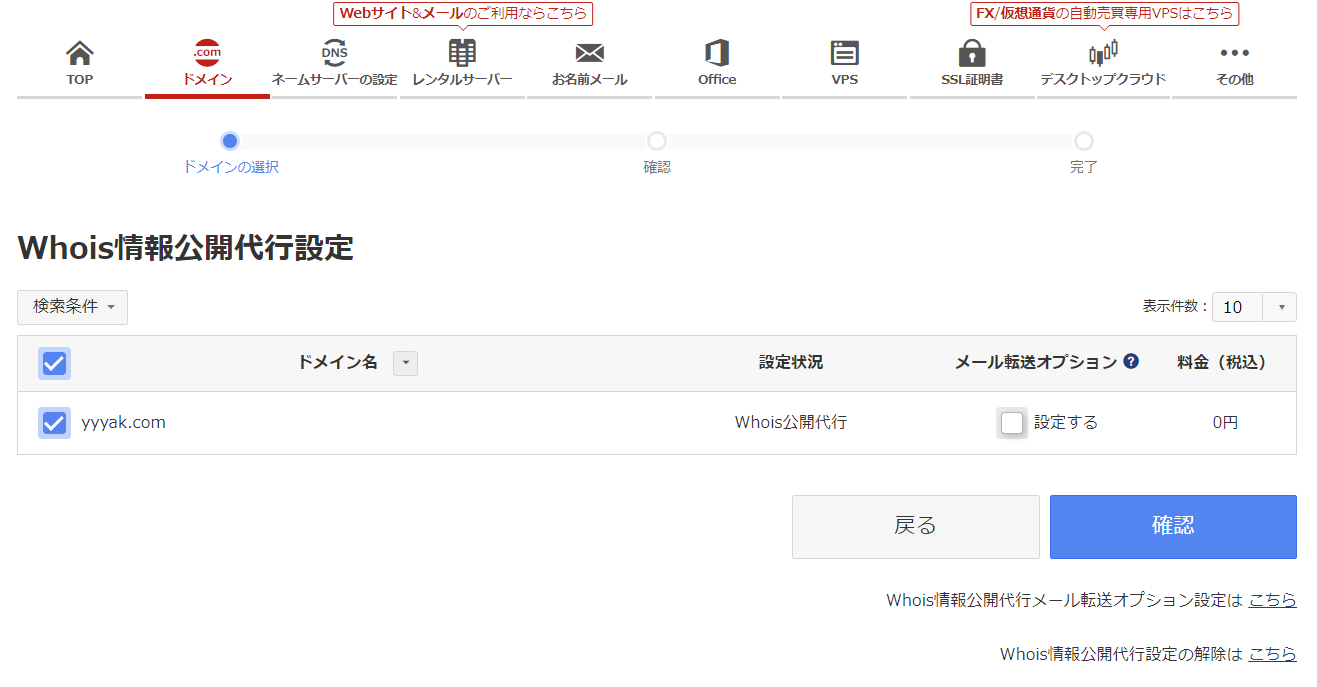 Webサイト&メールのご利用ならこちら
FX/仮想通貨の自動売買専用VPSはこちら
.com
DNS
TOP
ドメイン
ネームサーバーの設定
レンタルサーバー
お名前メール
Office
VPS
SSL証明書
デスクトップクラウド
その他
ドメインの選択
確認
完了
Whois情報公開代行設定
検索条件
表示件数：
10
ドメイン名
設定状況
メール転送オプション ?
料金（税込）
yyyak.com
Whois公開代行
設定する
0円
戻る
確認
Whois情報公開代行メール転送オプション設定は こちら
Whois情報公開代行設定の解除は こちら